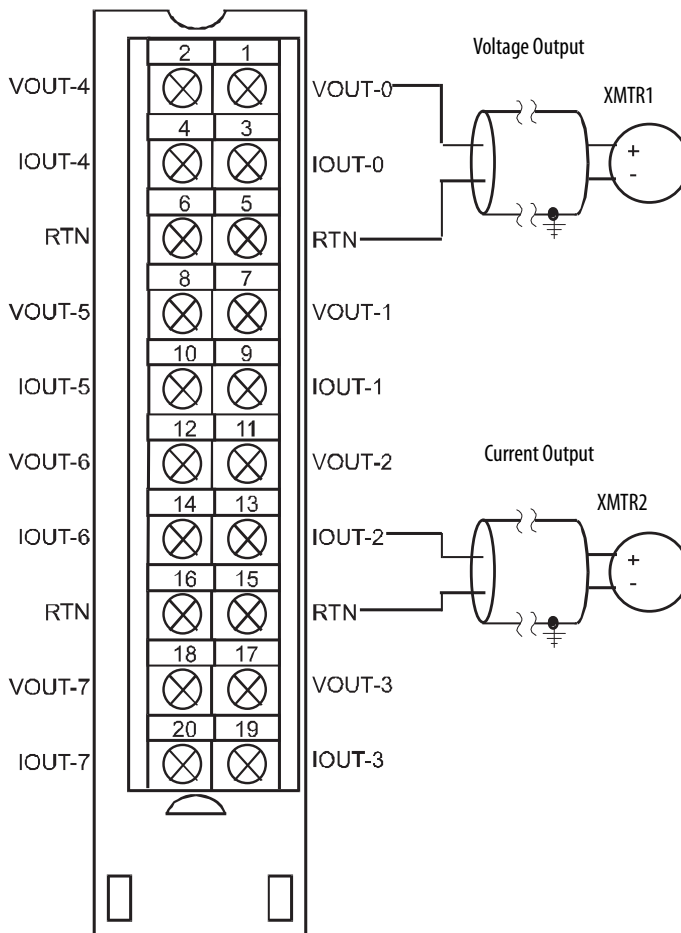 Voltage Output
2 1
VOUT-4 VOUT-0 XMTR1
+
4 3
IOUT-4 IOUT-0
-
6 5
RTN RTN
8 7
VOUT-5 VOUT-1
10 9
IOUT-5 IOUT-1
12 11
VOUT-6 VOUT-2
Current Output
14 13
XMTR2
IOUT-6 IOUT-2
+
16 15
-
RTN RTN
18 17
VOUT-7 VOUT-3
20 19
IOUT-7 IOUT-3